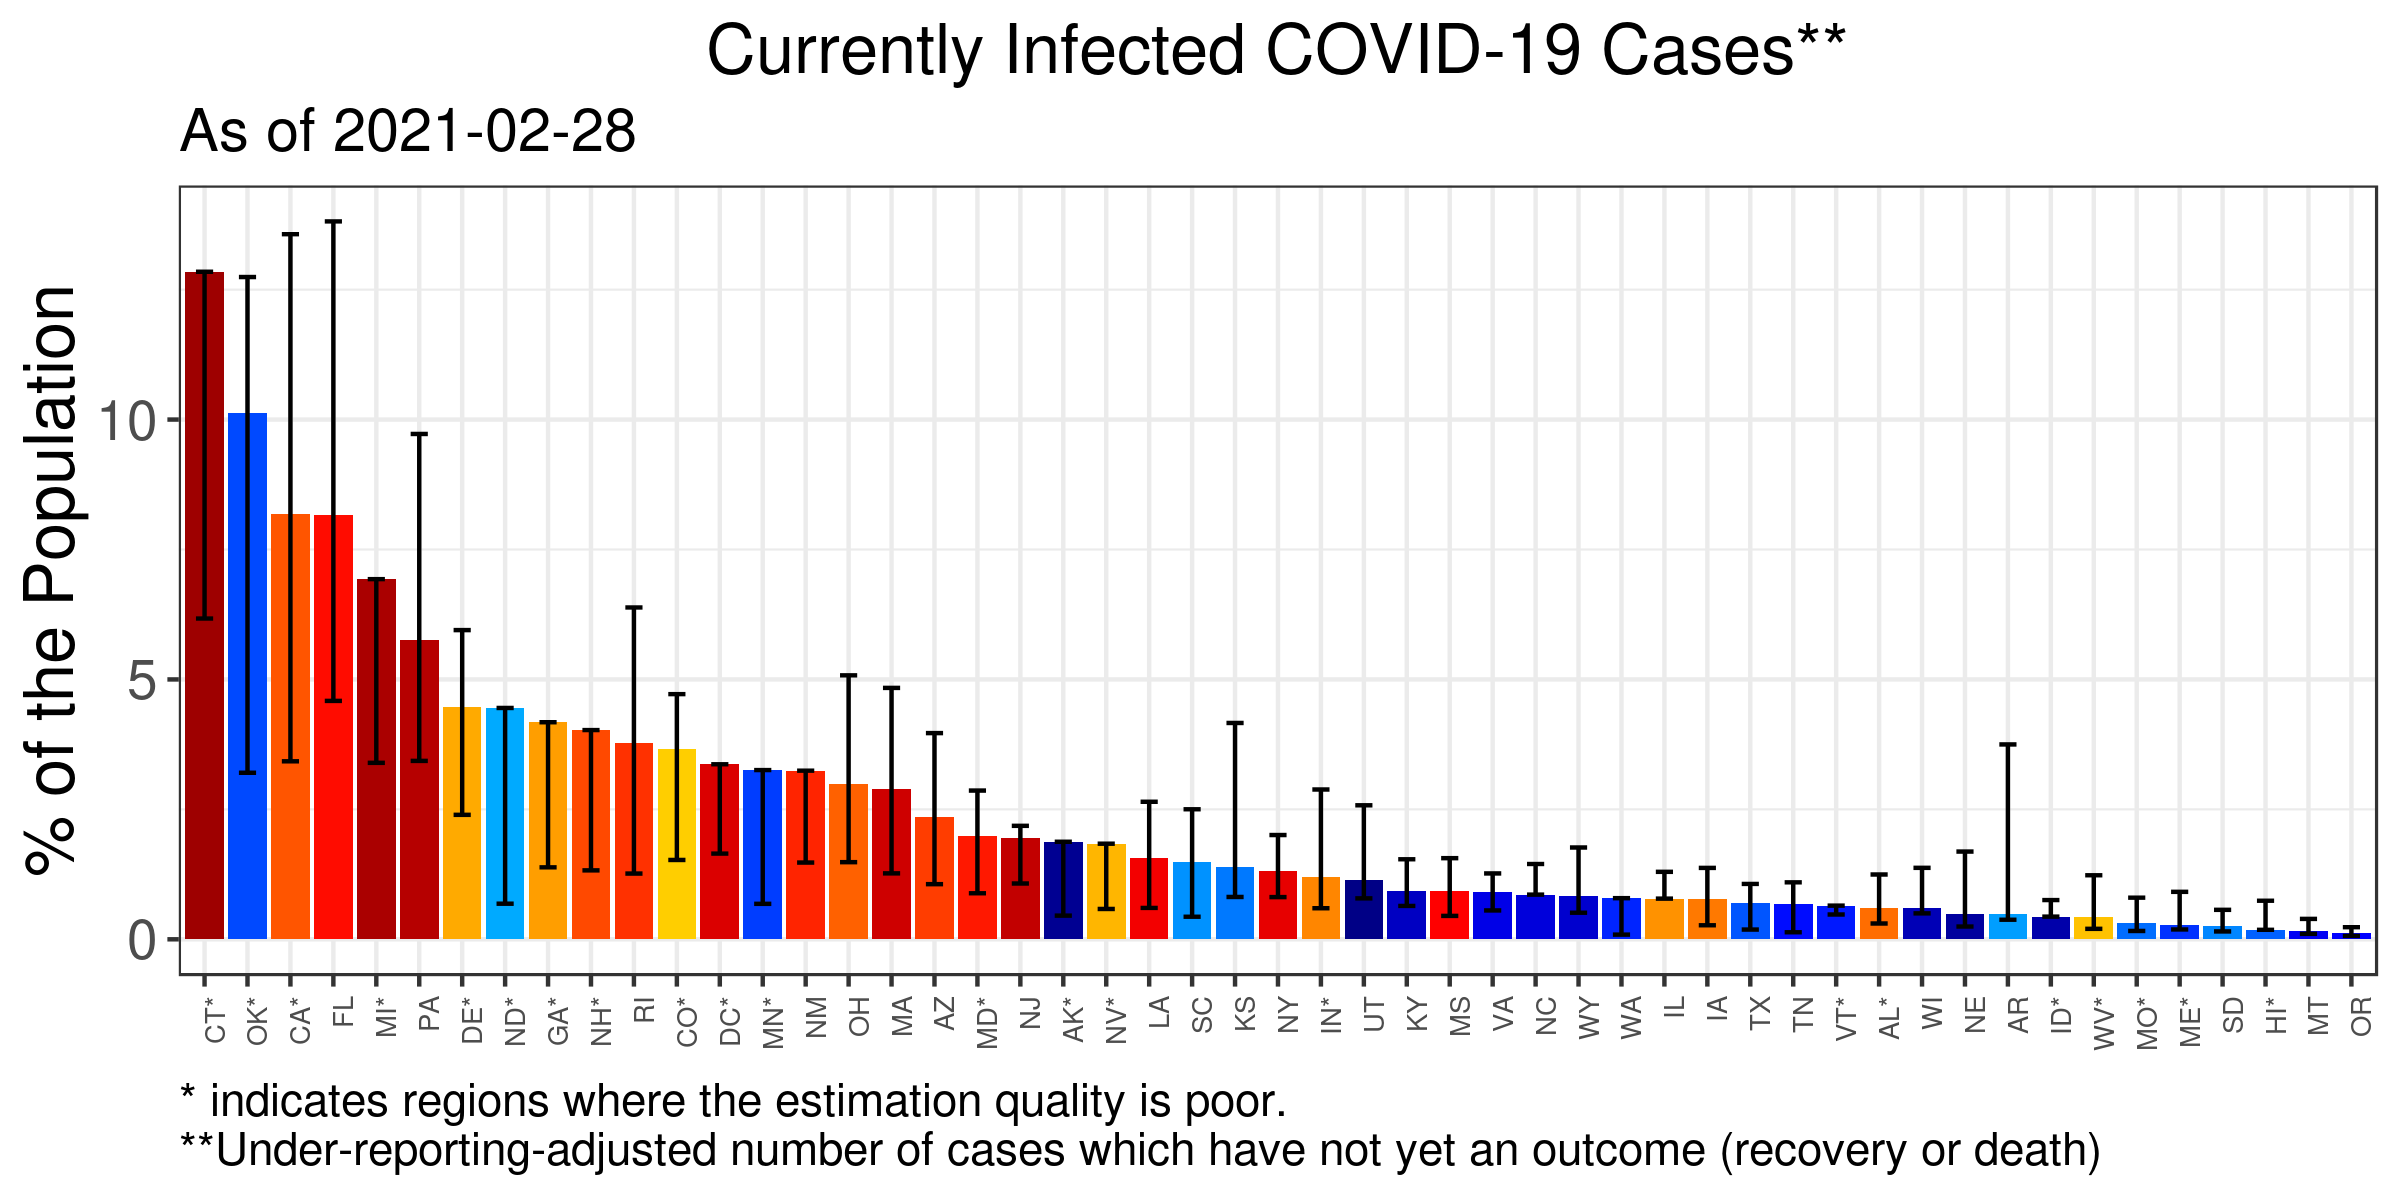 Currently Infected COVID-19 Cases**
As of 2021-02-28
% of the Population
10
5
0
CT* OK* CA* FL MI* PA DE* ND* GA* NH* RI CO* DC* MN* NM OH MA AZ MD* NJ AK* NV* LA SC KS NY IN* UT KY MS VA NC WY WA IL IA TX TN VT* AL* WI NE AR ID* WV* MO* ME* SD HI* MT OR
* indicates regions where the estimation quality is poor.
**Under-reporting-adjusted number of cases which have not yet an outcome (recovery or death)